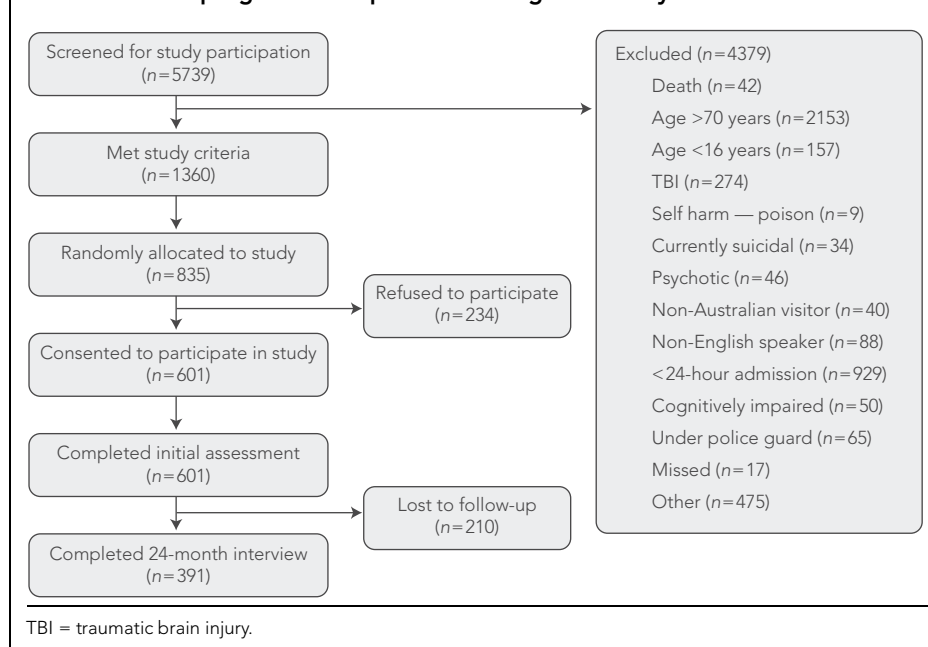 Screened for study participation
(n=5739)
Met study criteria
(n=1360)
Randomly allocated to study
(n=835)
Refused to participate
(n=234)
Consented to participate in study
(n=601)
Completed initial assessment
(n=601)
Lost to follow-up
(n=210)
Completed 24-month interview
(n=391)
Excluded (n=4379)
Death (n=42)
Age >70 years (n=2153)
Age <16 years (n=157)
TBI (n=274)
Self harm — poison (n=9)
Currently suicidal (n=34)
Psychotic (n=46)
Non-Australian visitor (n=40)
Non-English speaker (n=88)
<24-hour admission (n=929)
Cognitively impaired (n=50)
Under police guard (n=65)
Missed (n=17)
Other (n=475)
TBI = traumatic brain injury.